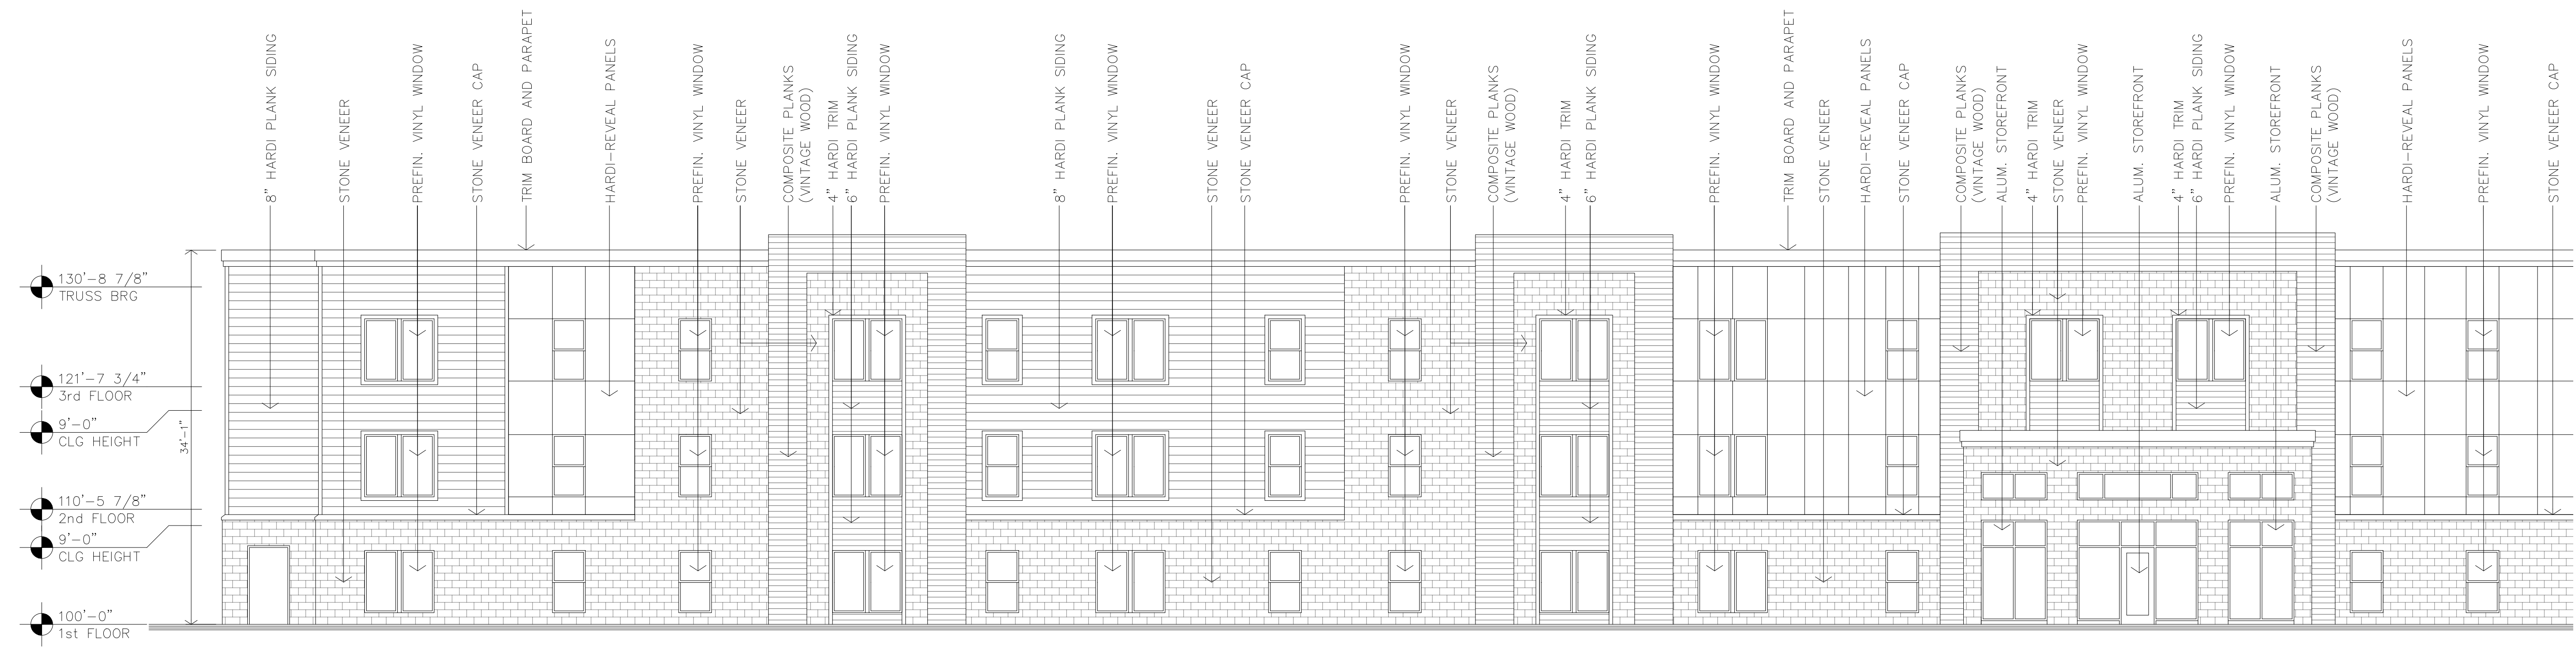 8" HARDI PLANK SIDING
STONE VENEER
PREFIN. VINYL WINDOW
STONE VENEER CAP
TRIM BOARD AND PARAPET
HARDI-REVEAL PANELS
PREFIN. VINYL WINDOW
STONE VENEER
COMPOSITE PLANKS
(VINTAGE WOOD)
4" HARDI TRIM
6" HARDI PLANK SIDING
PREFIN. VINYL WINDOW
8" HARDI PLANK SIDING
PREFIN. VINYL WINDOW
STONE VENEER
STONE VENEER CAP
PREFIN. VINYL WINDOW
STONE VENEER
COMPOSITE PLANKS
(VINTAGE WOOD)
4" HARDI TRIM
6" HARDI PLANK SIDING
PREFIN. VINYL WINDOW
TRIM BOARD AND PARAPET
STONE VENEER
HARDI-REVEAL PANELS
STONE VENEER CAP
COMPOSITE PLANKS
(VINTAGE WOOD)
ALUM. STOREFRONT
4" HARDI TRIM
STONE VENEER
PREFIN. VINYL WINDOW
ALUM. STOREFRONT
4" HARDI TRIM
6" HARDI PLANK SIDING
PREFIN. VINYL WINDOW
ALUM. STOREFRONT
COMPOSITE PLANKS
(VINTAGE WOOD)
HARDI-REVEAL PANELS
PREFIN. VINYL WINDOW
STONE VENEER CAP
130'-8 7/8"
TRUSS BRG
121'-7 3/4"
3rd FLOOR
9'-0"
CLG HEIGHT
34'-1"
110'-5 7/8"
2nd FLOOR
9'-0"
CLG HEIGHT
100'-0"
1st FLOOR